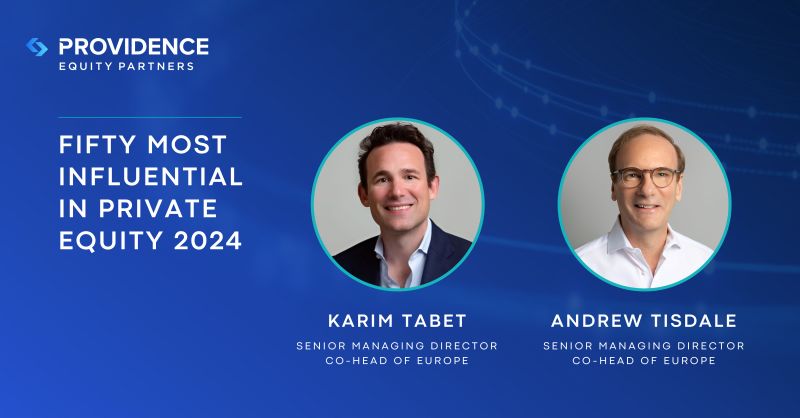 PROVIDENCE
EQUITY PARTNERS
FIFTY MOST
INFLUENTIAL
IN PRIVATE
EQUITY 2024
KARIM TABET
SENIOR MANAGING DIRECTOR
CO-HEAD OF EUROPE
ANDREW TISDALE
SENIOR MANAGING DIRECTOR
CO-HEAD OF EUROPE